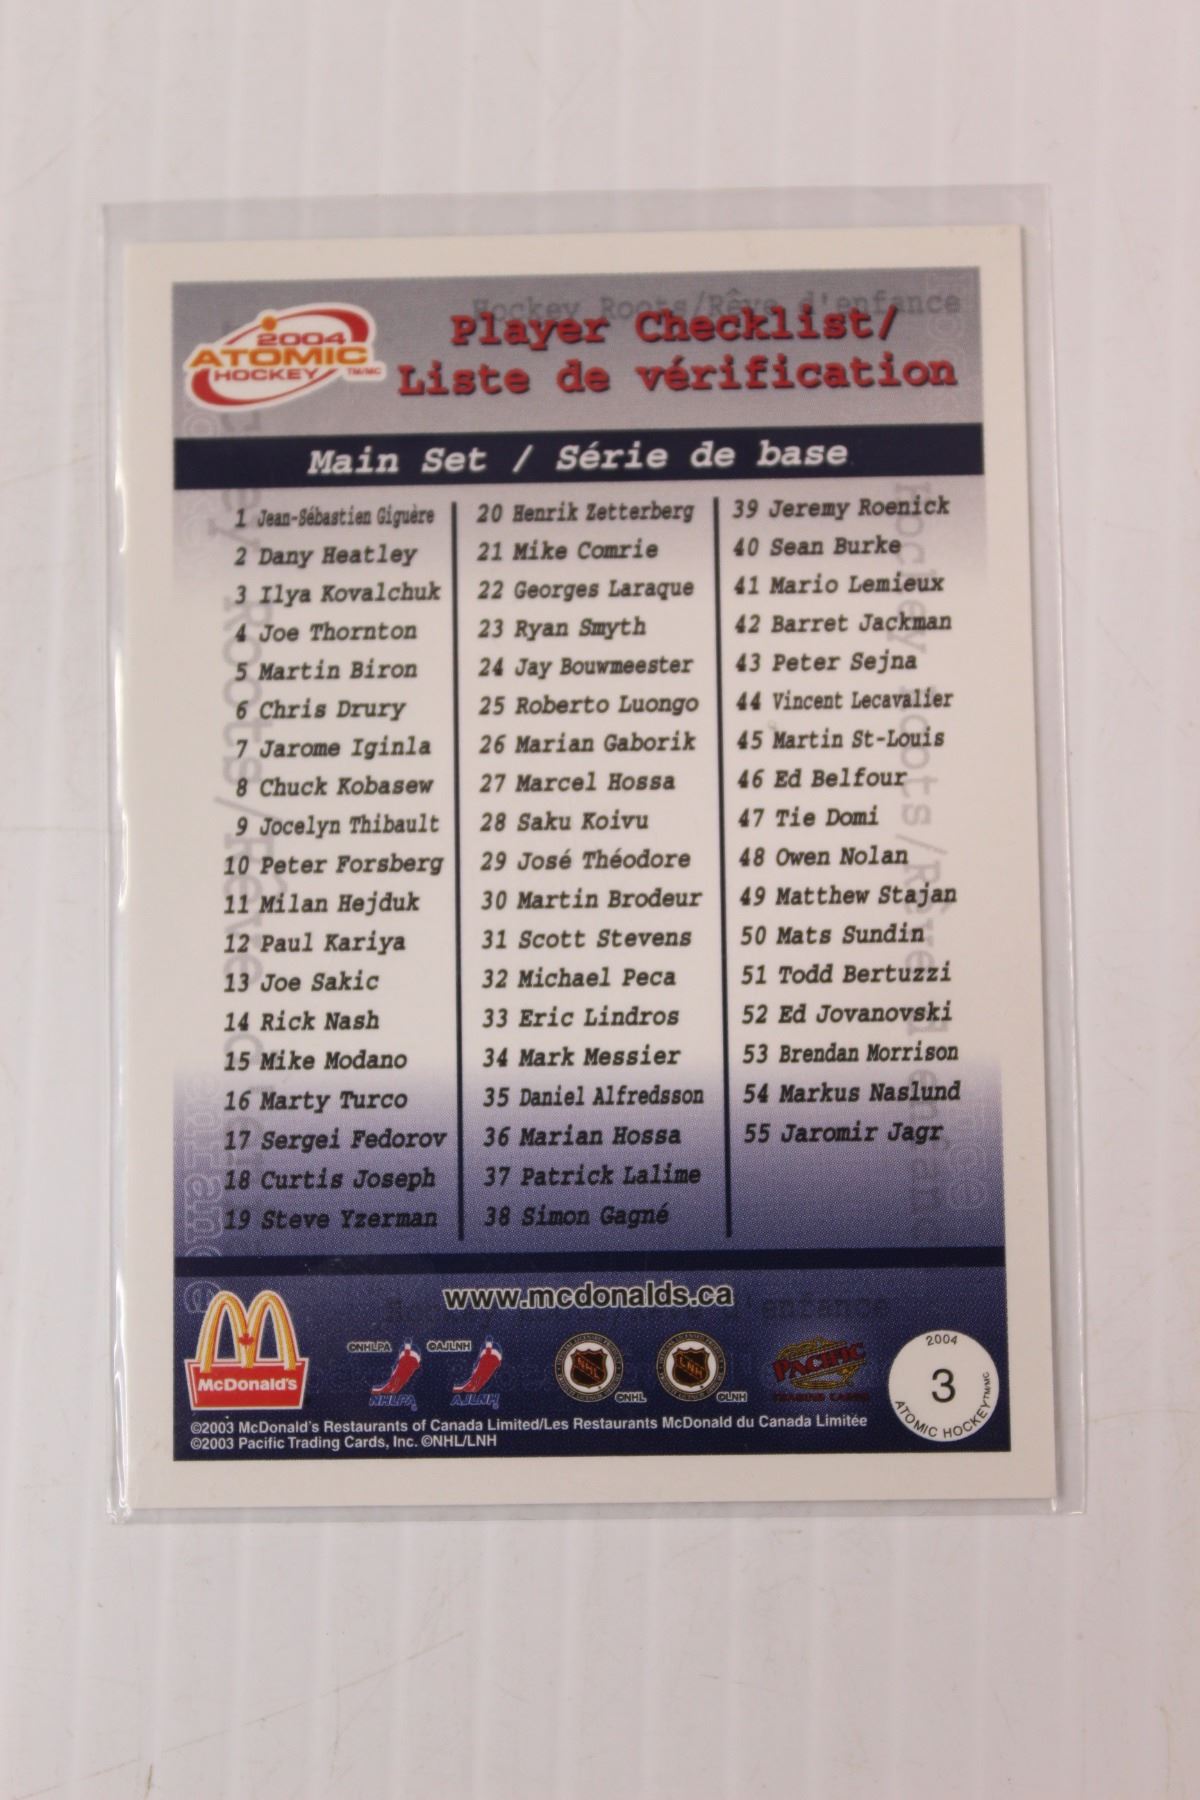 Hockey Roots/Rêve d'enfance
2004
ATOMIC
HOCKEY TM/MC
Player Checklist/
Liste de vérification
Main Set / Série de base
1 Jean-Sébastien Giguère
2 Dany Heatley
3 Ilya Kovalchuk
4 Joe Thornton
5 Martin Biron
6 Chris Drury
7 Jarome Iginla
8 Chuck Kobasew
9 Jocelyn Thibault
10 Peter Forsberg
11 Milan Hejduk
12 Paul Kariya
13 Joe Sakic
14 Rick Nash
15 Mike Modano
16 Marty Turco
17 Sergei Fedorov
18 Curtis Joseph
19 Steve Yzerman
20 Henrik Zetterberg
21 Mike Comrie
22 Georges Laraque
23 Ryan Smyth
24 Jay Bouwmeester
25 Roberto Luongo
26 Marian Gaborik
27 Marcel Hossa
28 Saku Koivu
29 José Théodore
30 Martin Brodeur
31 Scott Stevens
32 Michael Peca
33 Eric Lindros
34 Mark Messier
35 Daniel Alfredsson
36 Marian Hossa
37 Patrick Lalime
38 Simon Gagné
39 Jeremy Roenick
40 Sean Burke
41 Mario Lemieux
42 Barret Jackman
43 Peter Sejna
44 Vincent Lecavalier
45 Martin St-Louis
46 Ed Belfour
47 Tie Domi
48 Owen Nolan
49 Matthew Stajan
50 Mats Sundin
51 Todd Bertuzzi
52 Ed Jovanovski
53 Brendan Morrison
54 Markus Naslund
55 Jaromir Jagr
www.mcdonalds.ca
McDonald's
©NHLPA
NHLPA
©AJLNH
AJLNH
NHL
©NHL
LNH
©LNH
PACIFIC
TRADING CARDS
2004
3
ATOMIC HOCKEY TM/MC
©2003 McDonald's Restaurants of Canada Limited/Les Restaurants McDonald du Canada Limitée
©2003 Pacific Trading Cards, Inc. ©NHL/LNH